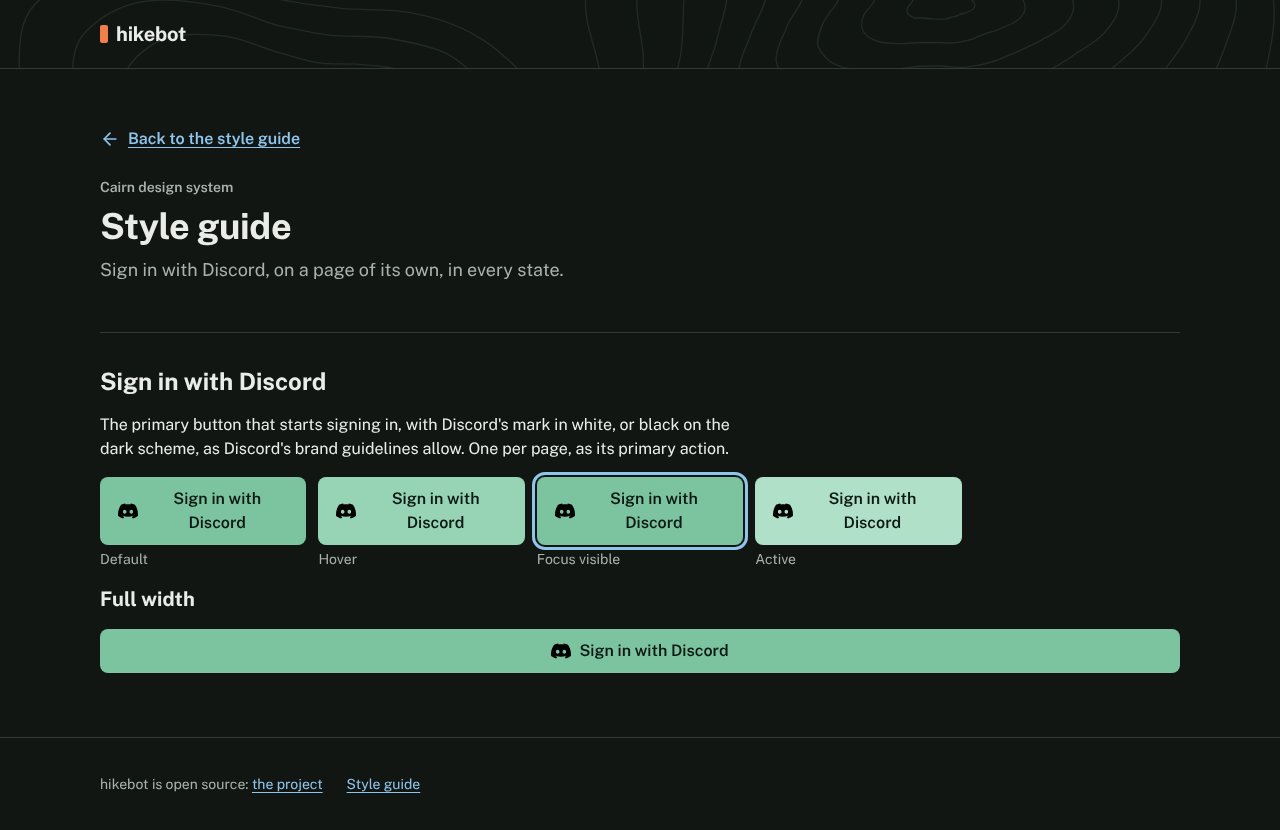 hikebot
Back to the style guide
Cairn design system
Style guide
Sign in with Discord, on a page of its own, in every state.
Sign in with Discord
The primary button that starts signing in, with Discord's mark in white, or black on the
dark scheme, as Discord's brand guidelines allow. One per page, as its primary action.
Sign in with
Discord
Default
Sign in with
Discord
Hover
Sign in with
Discord
Focus visible
Sign in with
Discord
Active
Full width
Sign in with Discord
hikebot is open source: the project
Style guide